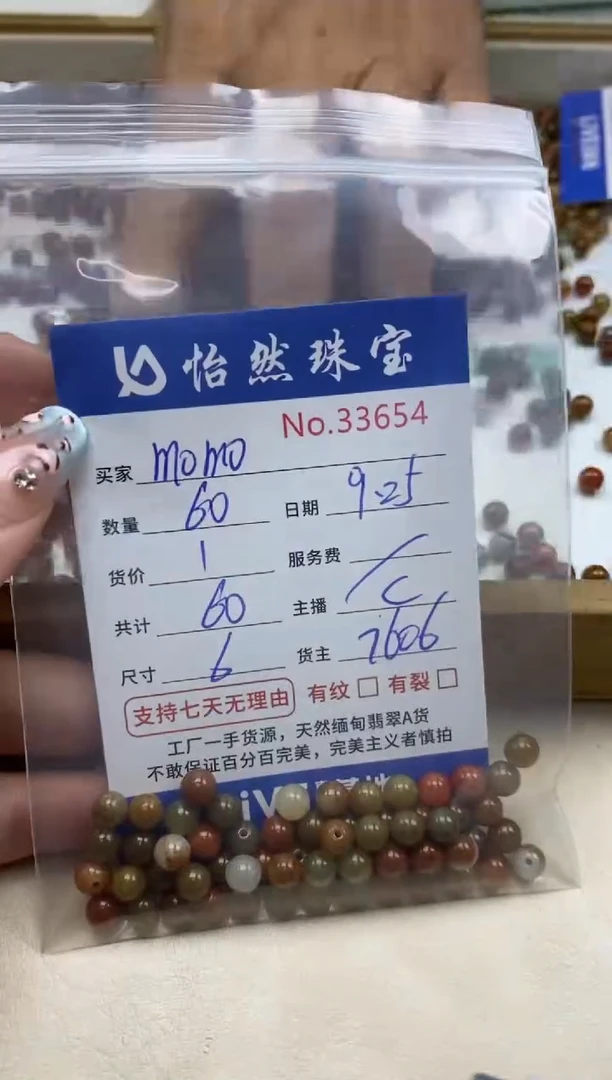 怡然珠宝
No.33654
买家 momo
数量 60 日期 9.25
货价 1 服务费 /
共计 60 主播 C
尺寸 6 货主 7606
支持七天无理由 有纹 □ 有裂 □
工厂一手货源，天然缅甸翡翠A货
不敢保证百分百完美，完美主义者慎拍